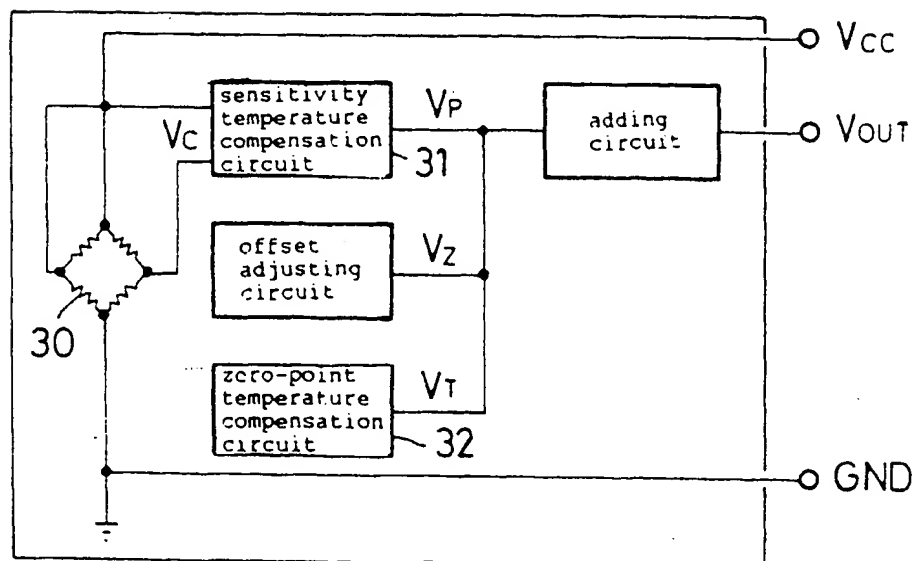 VCC
sensitivity
temperature
compensation
circuit
VC
VP
31
adding
circuit
VOUT
offset
adjusting
circuit
VZ
30
zero-point
temperature
compensation
circuit
VT
32
GND